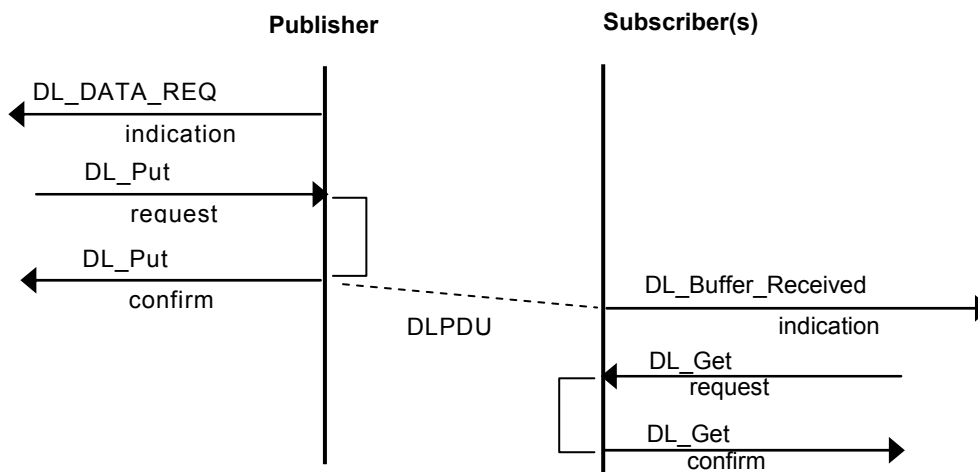 Publisher
Subscriber(s)
DL_DATA_REQ
indication
DL_Put
request
DL_Put
confirm
DLPDU
DL_Buffer_Received
indication
DL_Get
request
DL_Get
confirm